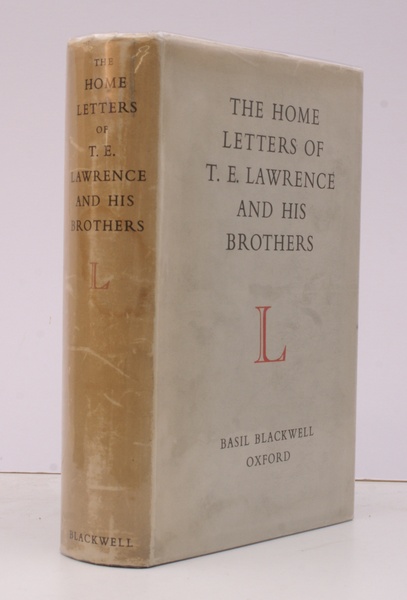 THE
HOME
LETTERS
OF
T. E.
LAWRENCE
AND HIS
BROTHERS
L
BLACKWELL
THE HOME
LETTERS OF
T. E. LAWRENCE
AND HIS
BROTHERS
L
BASIL BLACKWELL
OXFORD